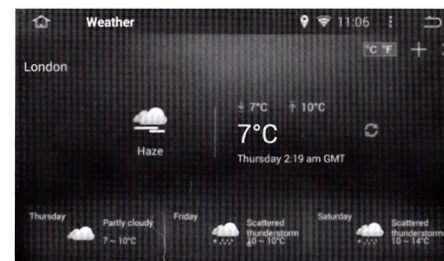 Weather
11:06
°C °F
London
7°C
10°C
7°C
Haze
Thursday 2:19 am GMT
Thursday
Partly cloudy
7 ~ 10°C
Friday
Scattered
thunderstorm
10 ~ 10°C
Saturday
Scattered
thunderstorm
10 ~ 14°C